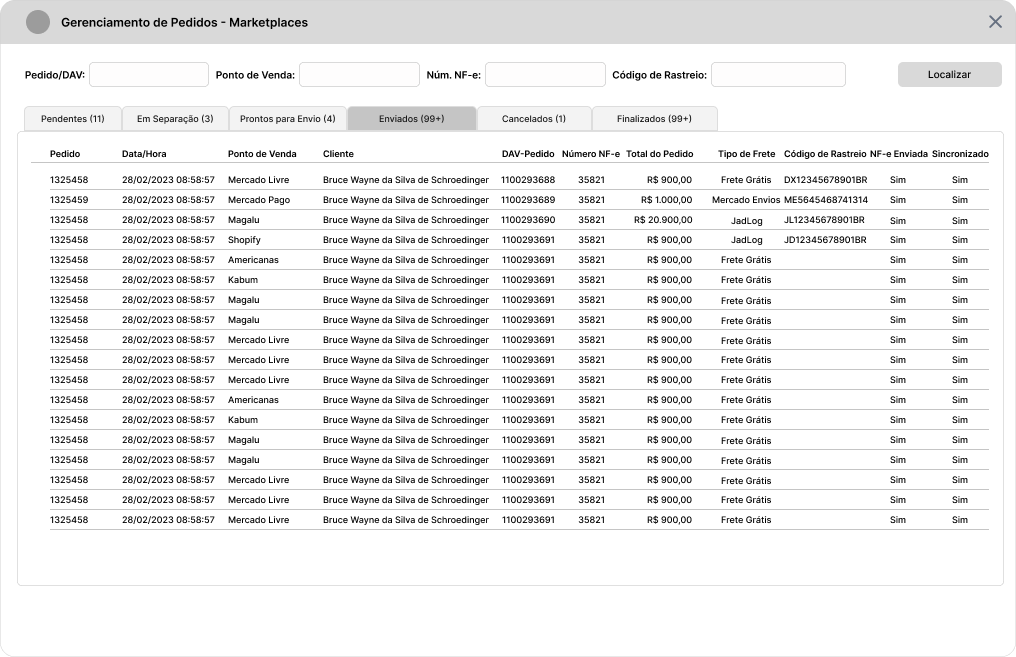 Gerenciamento de Pedidos - Marketplaces
Pedido/DAV: Ponto de Venda: Núm. NF-e: Código de Rastreio: Localizar
Pendentes (11) Em Separação (3) Prontos para Envio (4) Enviados (99+) Cancelados (1) Finalizados (99+)
Pedido Data/Hora Ponto de Venda Cliente DAV-Pedido Número NF-e Total do Pedido Tipo de Frete Código de Rastreio NF-e Enviada Sincronizado
1325458 28/02/2023 08:58:57 Mercado Livre Bruce Wayne da Silva de Schroedinger 1100293688 35821 R$ 900,00 Frete Grátis DX12345678901BR Sim Sim
1325459 28/02/2023 08:58:57 Mercado Pago Bruce Wayne da Silva de Schroedinger 1100293689 35821 R$ 1.000,00 Mercado Envios ME5645468741314 Sim Sim
1325458 28/02/2023 08:58:57 Magalu Bruce Wayne da Silva de Schroedinger 1100293690 35821 R$ 20.900,00 JadLog JL12345678901BR Sim Sim
1325458 28/02/2023 08:58:57 Shopify Bruce Wayne da Silva de Schroedinger 1100293691 35821 R$ 900,00 JadLog JD12345678901BR Sim Sim
1325458 28/02/2023 08:58:57 Americanas Bruce Wayne da Silva de Schroedinger 1100293691 35821 R$ 900,00 Frete Grátis Sim Sim
1325458 28/02/2023 08:58:57 Kabum Bruce Wayne da Silva de Schroedinger 1100293691 35821 R$ 900,00 Frete Grátis Sim Sim
1325458 28/02/2023 08:58:57 Magalu Bruce Wayne da Silva de Schroedinger 1100293691 35821 R$ 900,00 Frete Grátis Sim Sim
1325458 28/02/2023 08:58:57 Magalu Bruce Wayne da Silva de Schroedinger 1100293691 35821 R$ 900,00 Frete Grátis Sim Sim
1325458 28/02/2023 08:58:57 Mercado Livre Bruce Wayne da Silva de Schroedinger 1100293691 35821 R$ 900,00 Frete Grátis Sim Sim
1325458 28/02/2023 08:58:57 Mercado Livre Bruce Wayne da Silva de Schroedinger 1100293691 35821 R$ 900,00 Frete Grátis Sim Sim
1325458 28/02/2023 08:58:57 Mercado Livre Bruce Wayne da Silva de Schroedinger 1100293691 35821 R$ 900,00 Frete Grátis Sim Sim
1325458 28/02/2023 08:58:57 Americanas Bruce Wayne da Silva de Schroedinger 1100293691 35821 R$ 900,00 Frete Grátis Sim Sim
1325458 28/02/2023 08:58:57 Kabum Bruce Wayne da Silva de Schroedinger 1100293691 35821 R$ 900,00 Frete Grátis Sim Sim
1325458 28/02/2023 08:58:57 Magalu Bruce Wayne da Silva de Schroedinger 1100293691 35821 R$ 900,00 Frete Grátis Sim Sim
1325458 28/02/2023 08:58:57 Magalu Bruce Wayne da Silva de Schroedinger 1100293691 35821 R$ 900,00 Frete Grátis Sim Sim
1325458 28/02/2023 08:58:57 Mercado Livre Bruce Wayne da Silva de Schroedinger 1100293691 35821 R$ 900,00 Frete Grátis Sim Sim
1325458 28/02/2023 08:58:57 Mercado Livre Bruce Wayne da Silva de Schroedinger 1100293691 35821 R$ 900,00 Frete Grátis Sim Sim
1325458 28/02/2023 08:58:57 Mercado Livre Bruce Wayne da Silva de Schroedinger 1100293691 35821 R$ 900,00 Frete Grátis Sim Sim